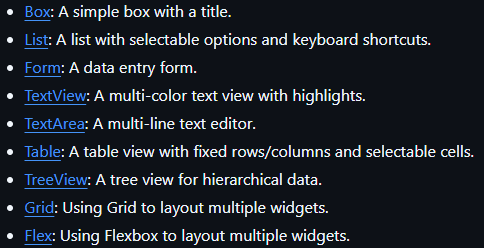 Box: A simple box with a title.
List: A list with selectable options and keyboard shortcuts.
Form: A data entry form.
TextView: A multi-color text view with highlights.
TextArea: A multi-line text editor.
Table: A table view with fixed rows/columns and selectable cells.
TreeView: A tree view for hierarchical data.
Grid: Using Grid to layout multiple widgets.
Flex: Using Flexbox to layout multiple widgets.